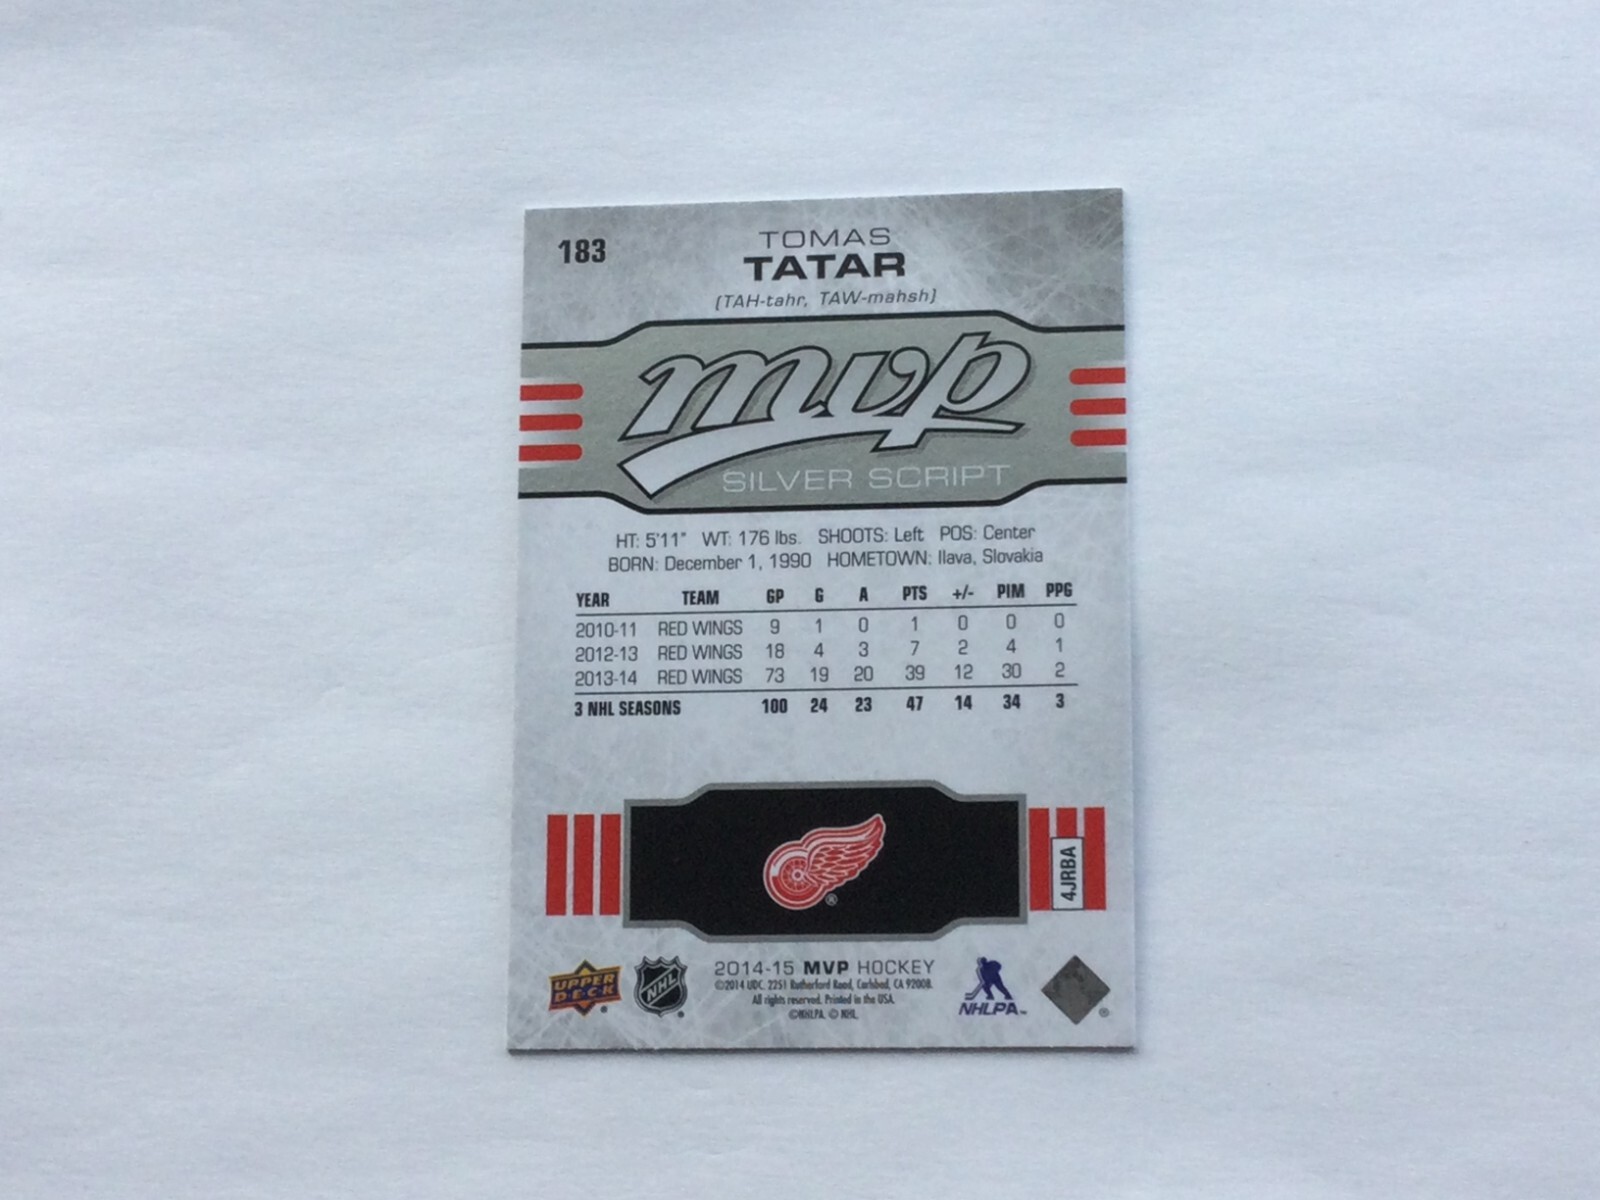 183
TOMAS
TATAR
(TAH-tahr, TAW-mahsh)
mvp
SILVER SCRIPT
HT: 5'11" WT: 176 lbs. SHOOTS: Left POS: Center
BORN: December 1, 1990 HOMETOWN: Ilava, Slovakia
YEAR TEAM GP G A PTS +/- PIM PPG
2010-11 RED WINGS 9 1 0 1 0 0 0
2012-13 RED WINGS 18 4 3 7 2 4 1
2013-14 RED WINGS 73 19 20 39 12 30 2
3 NHL SEASONS 100 24 23 47 14 34 3
®
4JRBA
UPPER DECK ®
NHL ®
2014-15 MVP HOCKEY
©2014 UDC. 2251 Rutherford Road, Carlsbad, CA 92008.
All rights reserved. Printed in the USA.
©NHLPA. © NHL.
NHLPA™
®